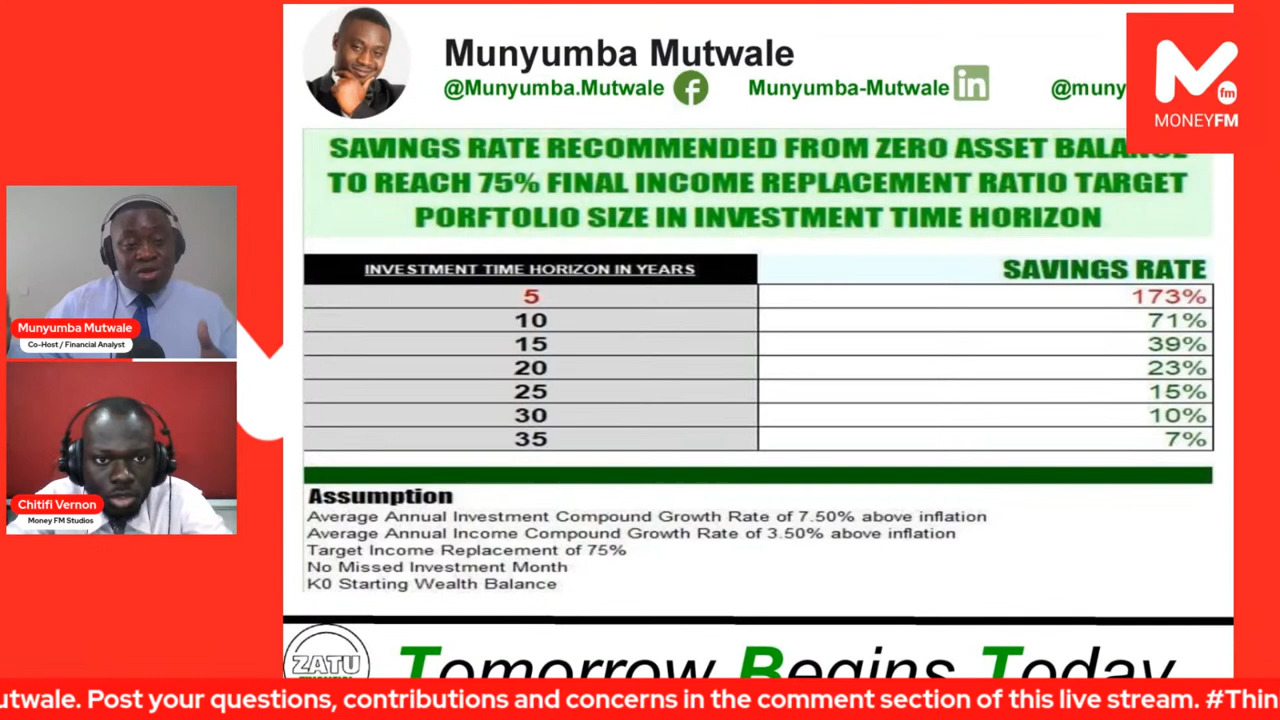 Munyumba Mutwale
@Munyumba.Mutwale
Munyumba-Mutwale
@muny
fm
MONEYFM
SAVINGS RATE RECOMMENDED FROM ZERO ASSET BALANCE
TO REACH 75% FINAL INCOME REPLACEMENT RATIO TARGET
PORFTOLIO SIZE IN INVESTMENT TIME HORIZON
INVESTMENT TIME HORIZON IN YEARS SAVINGS RATE
5 173%
10 71%
15 39%
20 23%
25 15%
30 10%
35 7%
Assumption
Average Annual Investment Compound Growth Rate of 7.50% above inflation
Average Annual Income Compound Growth Rate of 3.50% above inflation
Target Income Replacement of 75%
No Missed Investment Month
K0 Starting Wealth Balance
Munyumba Mutwale
Co-Host / Financial Analyst
Chitifi Vernon
Money FM Studios
ZATU
Tomorrow Begins Today
utwale. Post your questions, contributions and concerns in the comment section of this live stream. #Thin